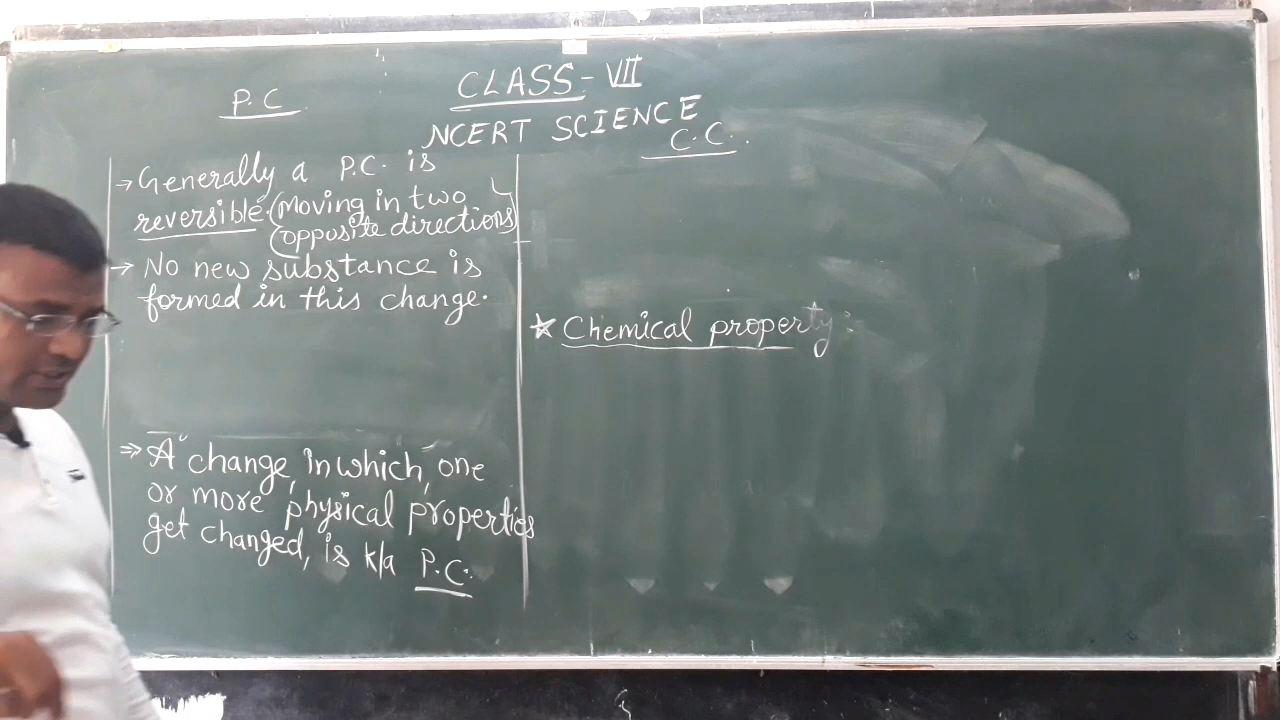 CLASS - VII
NCERT SCIENCE
P.C
→ Generally a P.C. is
reversible. (Moving in two
opposite directions)
→ No new substance is
formed in this change.
⇒ A change, in which, one
or more physical properties
get changed, is k/a P.C.
C.C.
★ Chemical property :